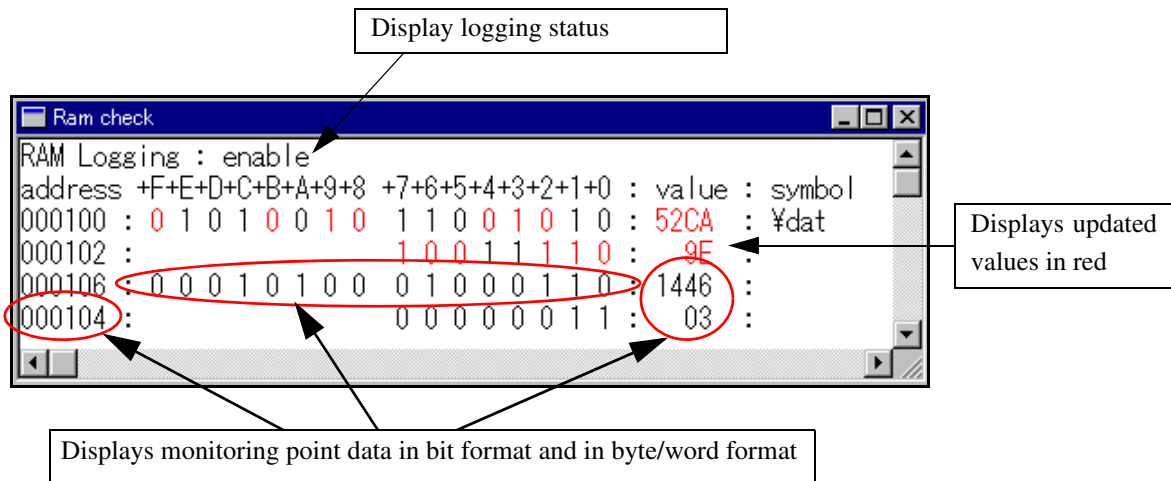 Display logging status
Ram check
RAM Logging : enable
address +F+E+D+C+B+A+9+8 +7+6+5+4+3+2+1+0 : value : symbol
000100 : 0 1 0 1 0 0 1 0 1 1 0 0 1 0 1 0 : 52CA : ¥dat
000102 : 1 0 0 1 1 1 1 0 : 9E :
000106 : 0 0 0 1 0 1 0 0 0 1 0 0 0 1 1 0 : 1446 :
000104 : 0 0 0 0 0 0 1 1 : 03 :
Displays updated
values in red
Displays monitoring point data in bit format and in byte/word format